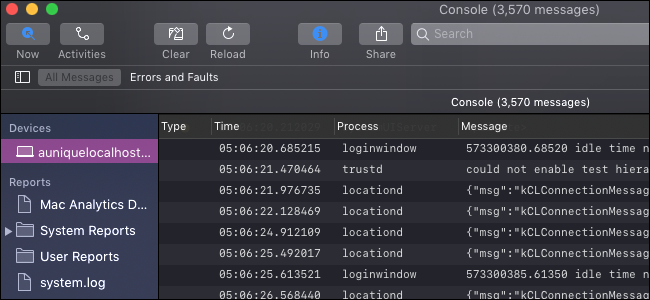 Console (3,570 messages)
Now Activities Clear Reload Info Share Search
All Messages Errors and Faults
Console (3,570 messages)
Devices
auniquelocalhost...
Reports
Mac Analytics D...
System Reports
User Reports
system.log
Type Time Process Message
05:06:20.685215 loginwindow 573300380.68520 idle time n
05:06:21.470464 trustd could not enable test hiera
05:06:21.976735 locationd {"msg":"kCLConnectionMessag
05:06:22.128469 locationd {"msg":"kCLConnectionMessa
05:06:24.912109 locationd {"msg":"kCLConnectionMessa
05:06:25.492017 locationd {"msg":"kCLConnectionMessa
05:06:25.613521 loginwindow 573300385.61350 idle time n
05:06:26.568440 locationd {"msg":"kCLConnectionMessa